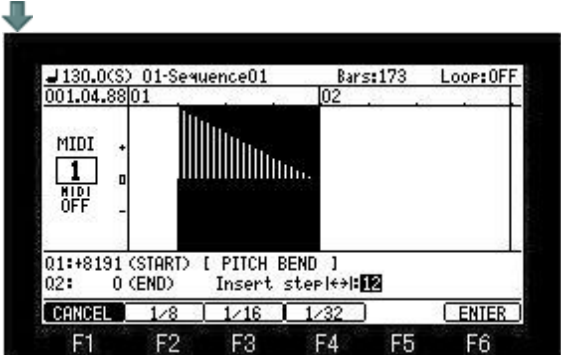 ♩130.0(S) 01-Sequence01 Bars:173 Loop:OFF
001.04.88 01 02
MIDI +
1 0
MIDI
OFF -
Q1:+8191 (START) [ PITCH BEND ]
Q2: 0 (END) Insert step(↔):12
CANCEL 1/8 1/16 1/32 ENTER
F1 F2 F3 F4 F5 F6